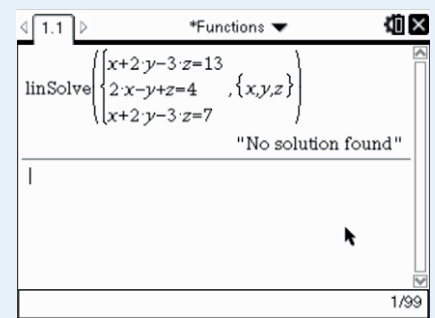 1.1 *Functions
x+2·y−3·z=13
linSolve({2·x−y+z=4 ,{x,y,z})
x+2·y−3·z=7
"No solution found"
1/99